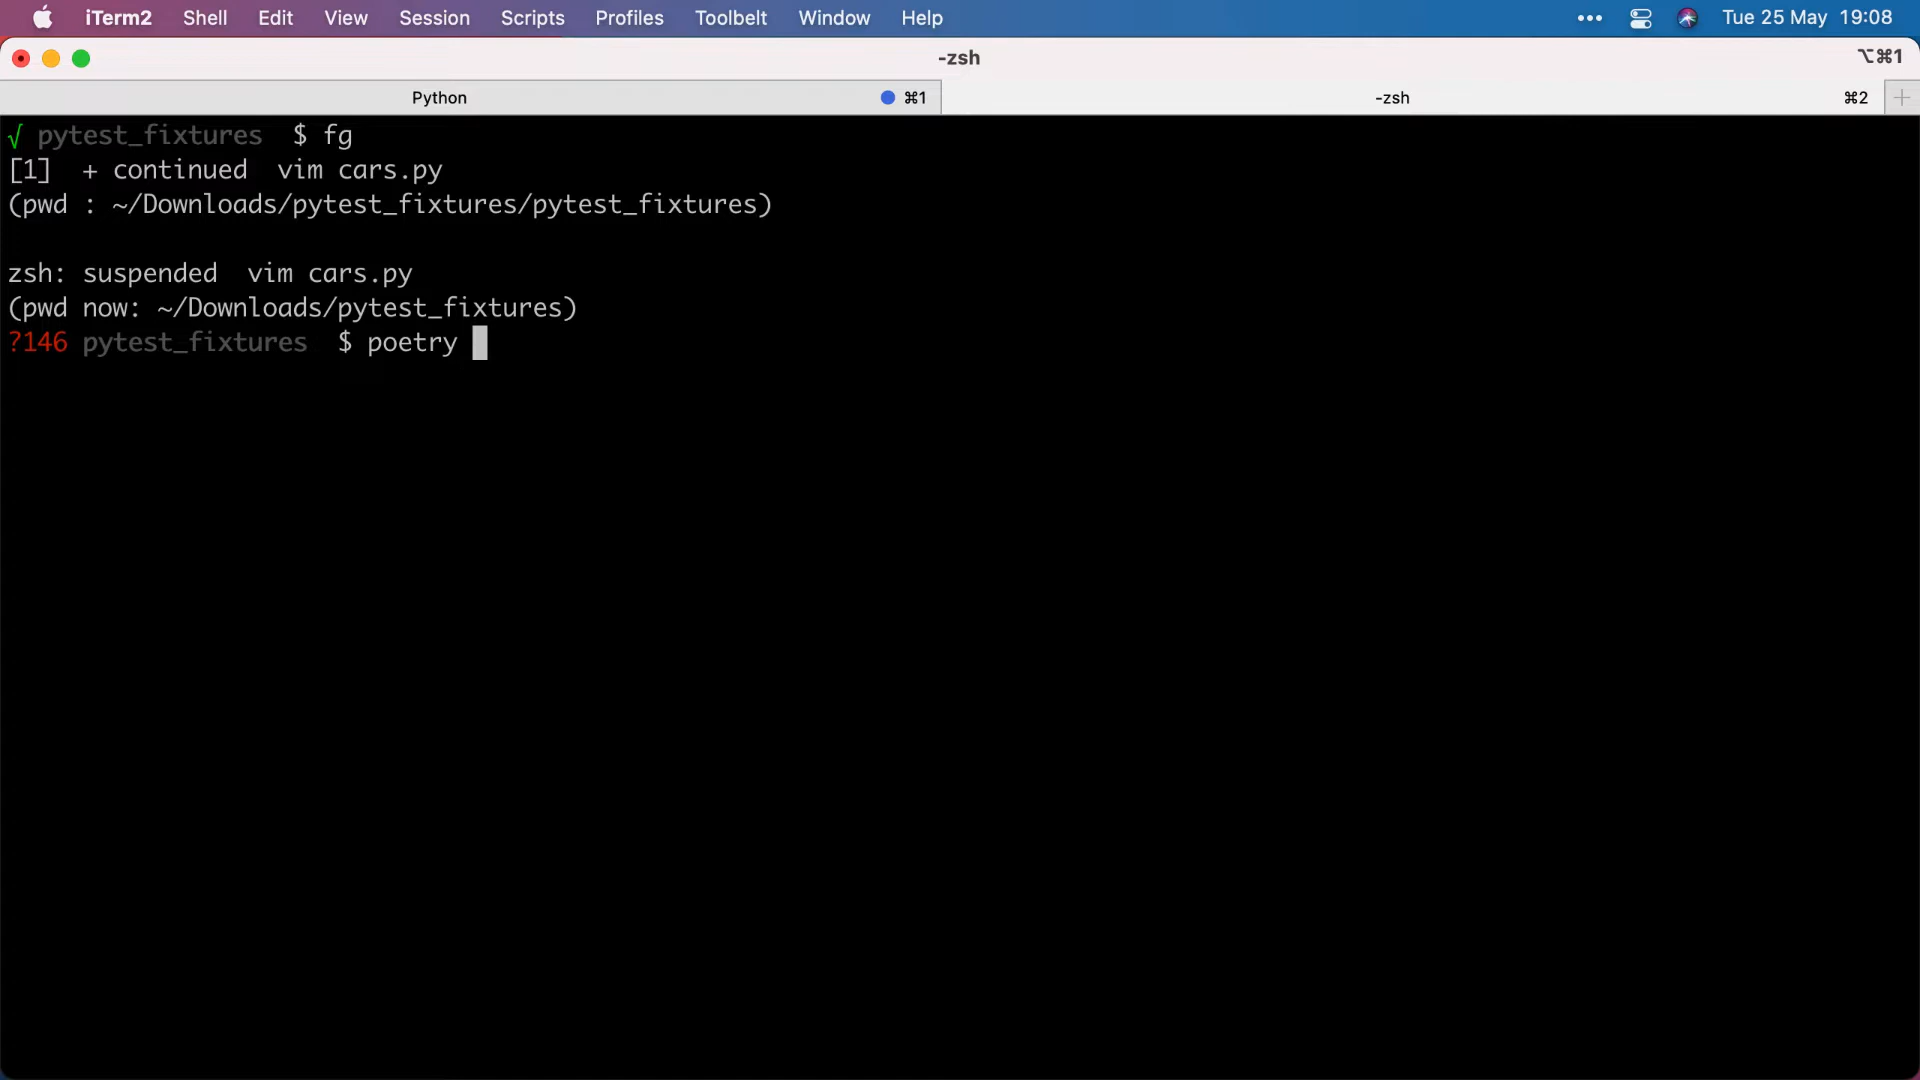 iTerm2 Shell Edit View Session Scripts Profiles Toolbelt Window Help Tue 25 May 19:08
-zsh ⌥⌘1
Python ⌘1 -zsh ⌘2
√ pytest_fixtures $ fg
[1] + continued vim cars.py
(pwd : ~/Downloads/pytest_fixtures/pytest_fixtures)
zsh: suspended vim cars.py
(pwd now: ~/Downloads/pytest_fixtures)
?146 pytest_fixtures $ poetry